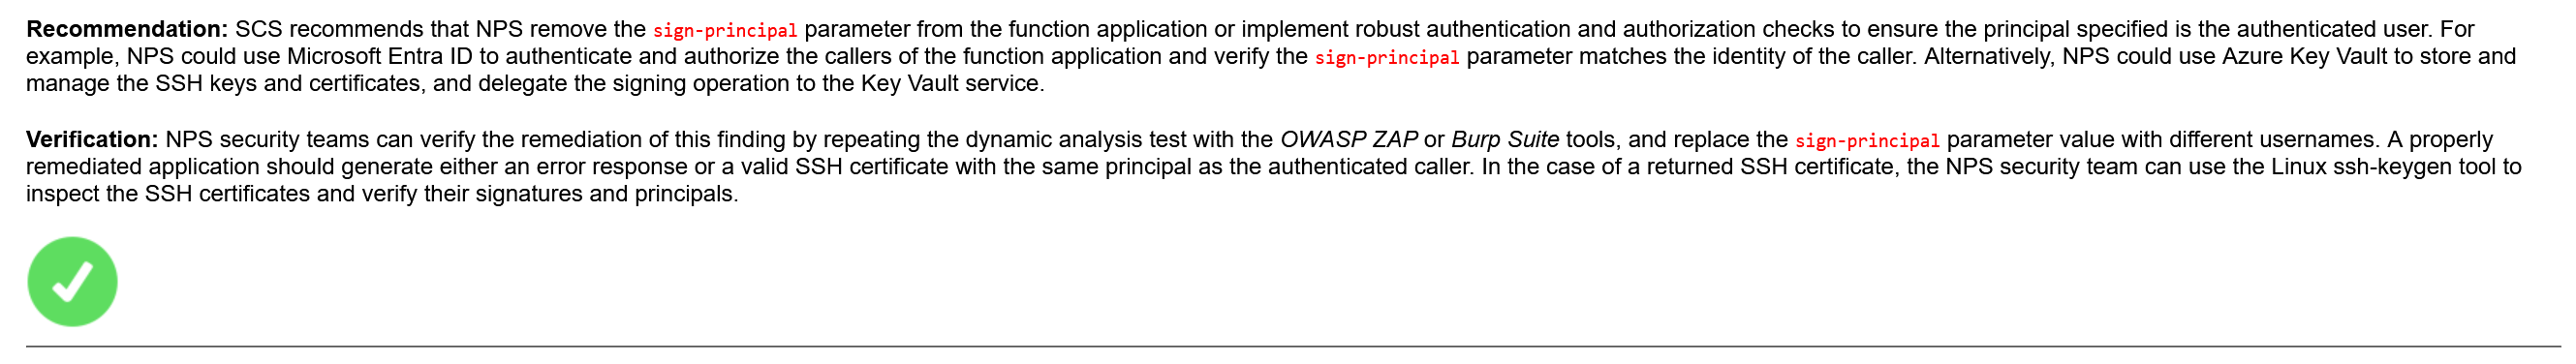 Recommendation: SCS recommends that NPS remove the sign-principal parameter from the function application or implement robust authentication and authorization checks to ensure the principal specified is the authenticated user. For
example, NPS could use Microsoft Entra ID to authenticate and authorize the callers of the function application and verify the sign-principal parameter matches the identity of the caller. Alternatively, NPS could use Azure Key Vault to store and
manage the SSH keys and certificates, and delegate the signing operation to the Key Vault service.
Verification: NPS security teams can verify the remediation of this finding by repeating the dynamic analysis test with the OWASP ZAP or Burp Suite tools, and replace the sign-principal parameter value with different usernames. A properly
remediated application should generate either an error response or a valid SSH certificate with the same principal as the authenticated caller. In the case of a returned SSH certificate, the NPS security team can use the Linux ssh-keygen tool to
inspect the SSH certificates and verify their signatures and principals.